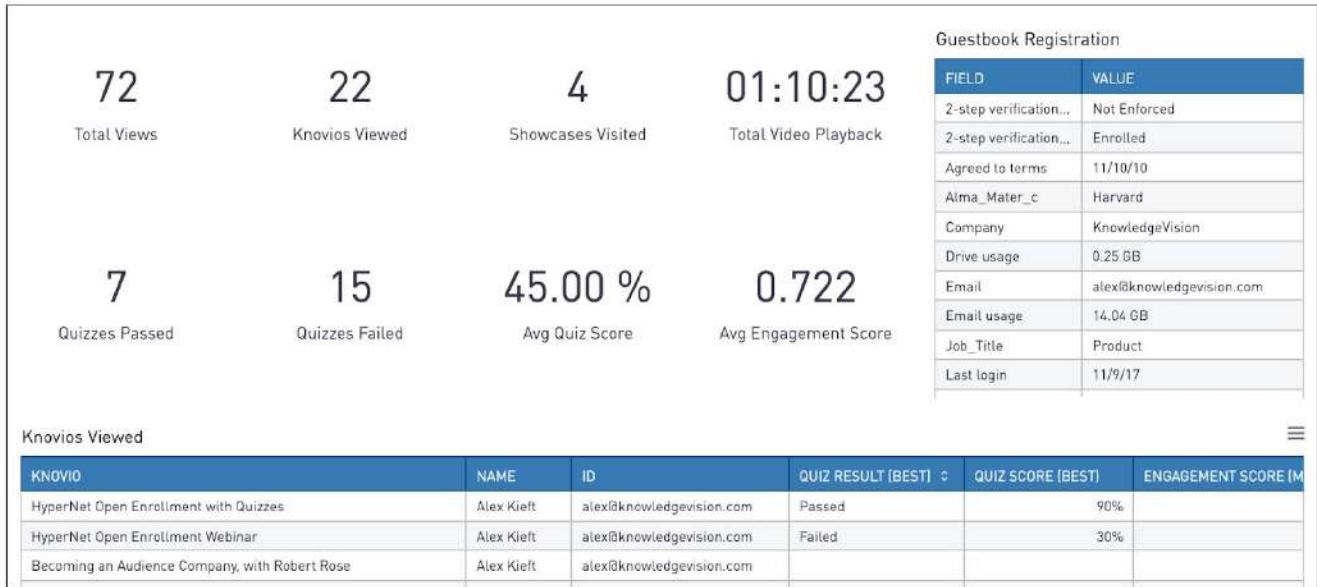 72
Total Views
22
Knovios Viewed
4
Showcases Visited
01:10:23
Total Video Playback
7
Quizzes Passed
15
Quizzes Failed
45.00 %
Avg Quiz Score
0.722
Avg Engagement Score
Guestbook Registration
FIELD VALUE
2-step verification... Not Enforced
2-step verification... Enrolled
Agreed to terms 11/10/10
Alma_Mater_c Harvard
Company KnowledgeVision
Drive usage 0.25 GB
Email alex@knowledgevision.com
Email usage 14.04 GB
Job_Title Product
Last login 11/9/17
Knovios Viewed
KNOVIO NAME ID QUIZ RESULT (BEST) QUIZ SCORE (BEST) ENGAGEMENT SCORE (M
HyperNet Open Enrollment with Quizzes Alex Kieft alex@knowledgevision.com Passed 90%
HyperNet Open Enrollment Webinar Alex Kieft alex@knowledgevision.com Failed 30%
Becoming an Audience Company, with Robert Rose Alex Kieft alex@knowledgevision.com